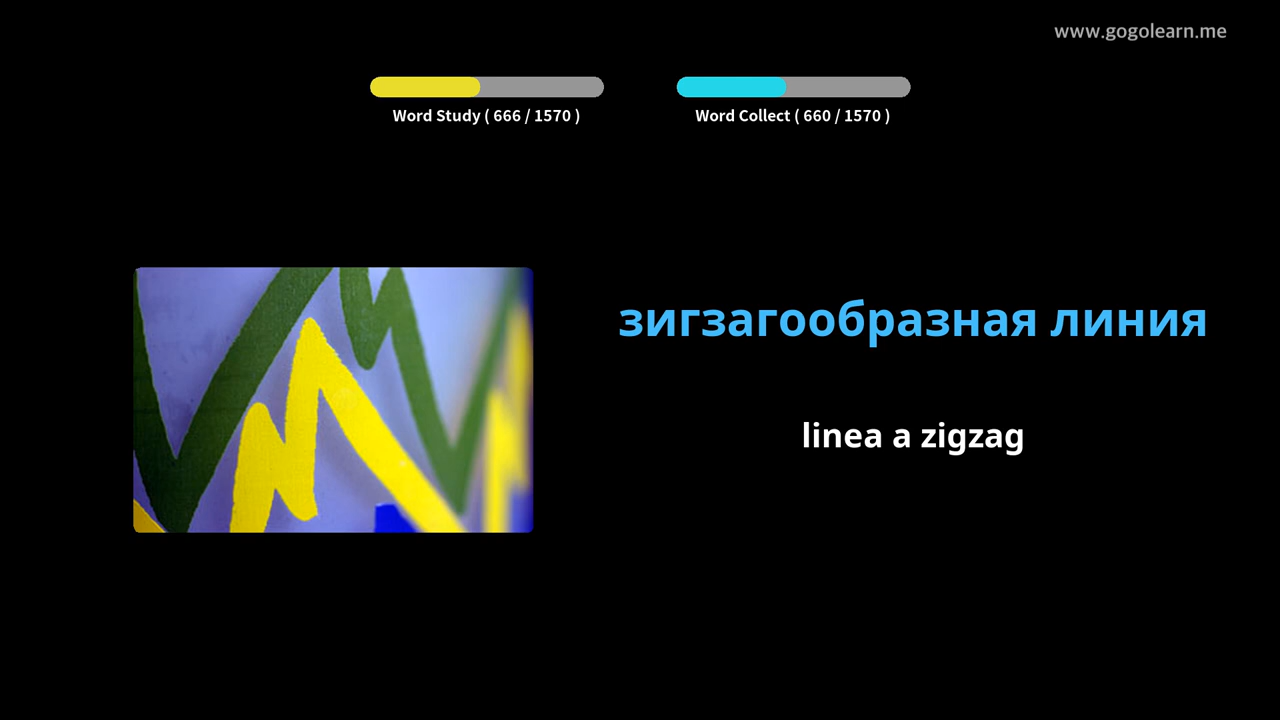 www.gogolearn.me
Word Study ( 666 / 1570 )
Word Collect ( 660 / 1570 )
зигзагообразная линия
linea a zigzag